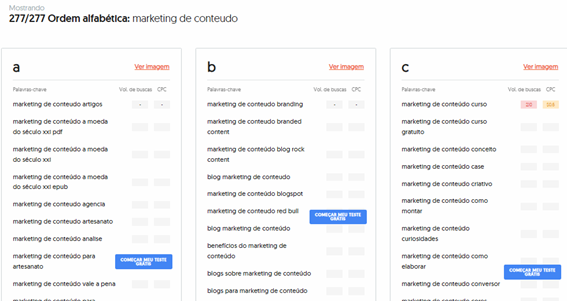 Mostrando
277/277 Ordem alfabética: marketing de conteudo
a
Ver imagem
Palavras-chave
Vol. de buscas
CPC
marketing de conteudo artigos
marketing de conteudo a moeda
do século xxi pdf
marketing de conteudo a moeda
do século xxi
marketing de conteudo a moeda
do século xxi epub
marketing de conteudo agencia
marketing de conteudo artesanato
marketing de conteudo analise
marketing de conteúdo para
artesanato
COMEÇAR MEU TESTE
GRÁTIS
marketing de conteúdo vale a pena
marketing de conteúdo para
b
Ver imagem
Palavras-chave
Vol. de buscas
CPC
marketing de conteudo branding
marketing de conteudo branded
content
marketing de conteúdo blog rock
content
blog marketing de conteudo
marketing de conteúdo blogspot
marketing de conteudo red bull
COMEÇAR MEU TESTE
GRÁTIS
blog marketing de conteúdo
beneficios do marketing de
conteúdo
blogs sobre marketing de conteúdo
blogs para marketing de conteúdo
c
Ver imagem
Palavras-chave
Vol. de buscas
CPC
marketing de conteúdo curso
marketing de conteúdo curso
gratuito
marketing de conteúdo conceito
marketing de conteúdo case
marketing de conteúdo criativo
marketing de conteúdo como
montar
marketing de conteúdo
curiosidades
marketing de conteúdo como
elaborar
COMEÇAR MEU TESTE
GRÁTIS
marketing de conteúdo conversor